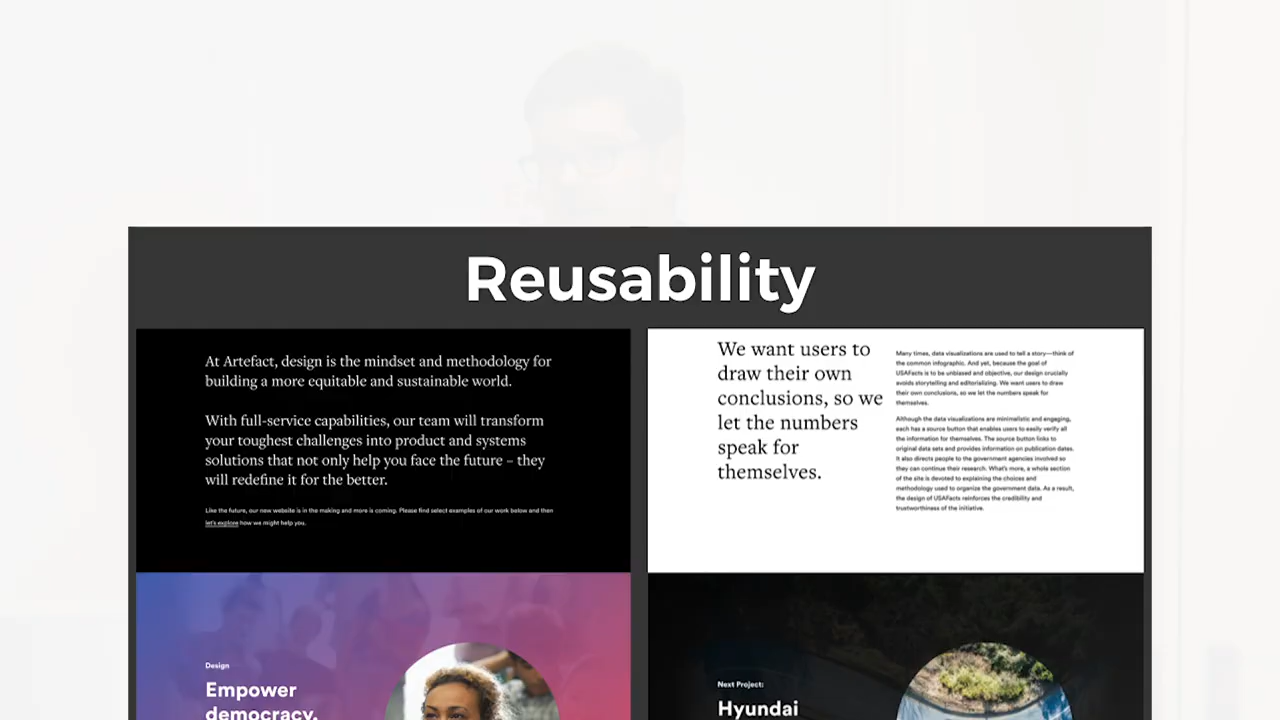 Reusability
At Artefact, design is the mindset and methodology for
building a more equitable and sustainable world.
With full-service capabilities, our team will transform
your toughest challenges into product and systems
solutions that not only help you face the future – they
will redefine it for the better.
Like the future, our new website is in the making and more is coming. Please find select examples of our work below and then
let's explore how we might help you.
Design
Empower
democracy.
We want users to
draw their own
conclusions, so we
let the numbers
speak for
themselves.
Many times, data visualizations are used to tell a story—think of
the common infographic. And yet, because the goal of
USAFacts is to be unbiased and objective, our design crucially
avoids storytelling and editorializing. We want users to draw
their own conclusions, so we let the numbers speak for
themselves.
Although the data visualizations are minimalistic and engaging,
each has a source button that enables users to easily verify all
the information for themselves. The source button links to
original data sets and provides information on publication dates.
It also directs people to the government agencies involved so
they can continue their research. What's more, a whole section
of the site is devoted to explaining the choices and
methodology used to organize the government data. As a result,
the design of USAFacts reinforces the credibility and
trustworthiness of the initiative.
Next Project:
Hyundai